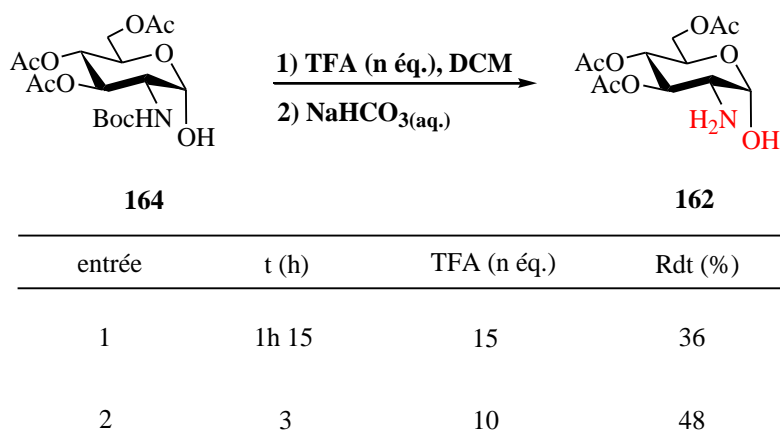 OAc
O
AcO
AcO
BocHN
OH
164
1) TFA (n éq.), DCM
2) NaHCO3(aq.)
OAc
O
AcO
AcO
H2N
OH
162
entrée t (h) TFA (n éq.) Rdt (%)
1 1h 15 15 36
2 3 10 48